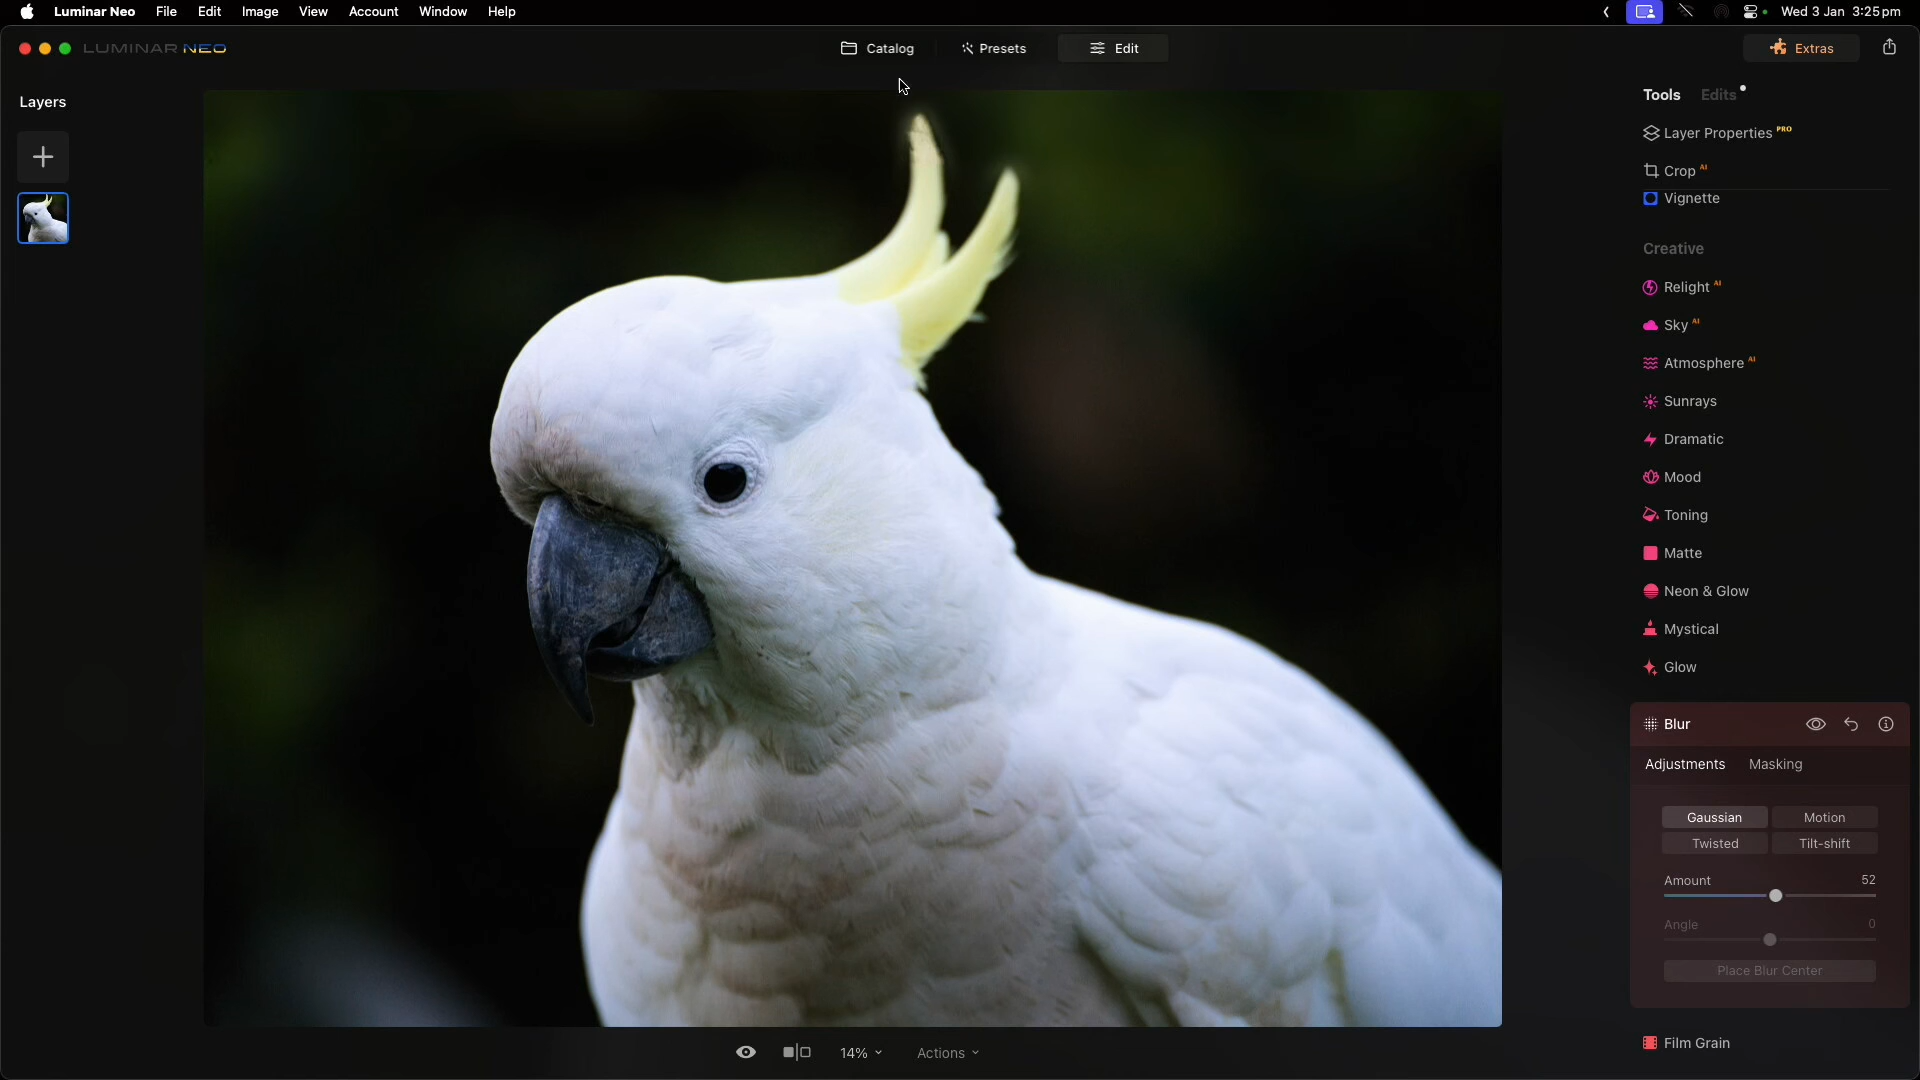 Luminar Neo File Edit Image View Account Window Help Wed 3 Jan 3:25 pm
LUMINAR NEO Catalog Presets Edit Extras
Layers
Tools Edits
Layer Properties PRO
Crop AI
Vignette
Creative
Relight AI
Sky AI
Atmosphere AI
Sunrays
Dramatic
Mood
Toning
Matte
Neon & Glow
Mystical
Glow
Blur
Adjustments Masking
Gaussian Motion
Twisted Tilt-shift
Amount 52
Angle 0
Place Blur Center
Film Grain
14% Actions